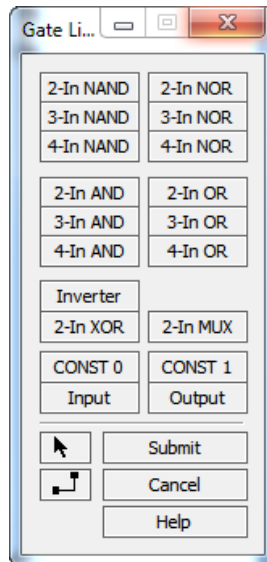 Gate Li...
2-In NAND 2-In NOR
3-In NAND 3-In NOR
4-In NAND 4-In NOR
2-In AND 2-In OR
3-In AND 3-In OR
4-In AND 4-In OR
Inverter
2-In XOR 2-In MUX
CONST 0 CONST 1
Input Output
Submit
Cancel
Help